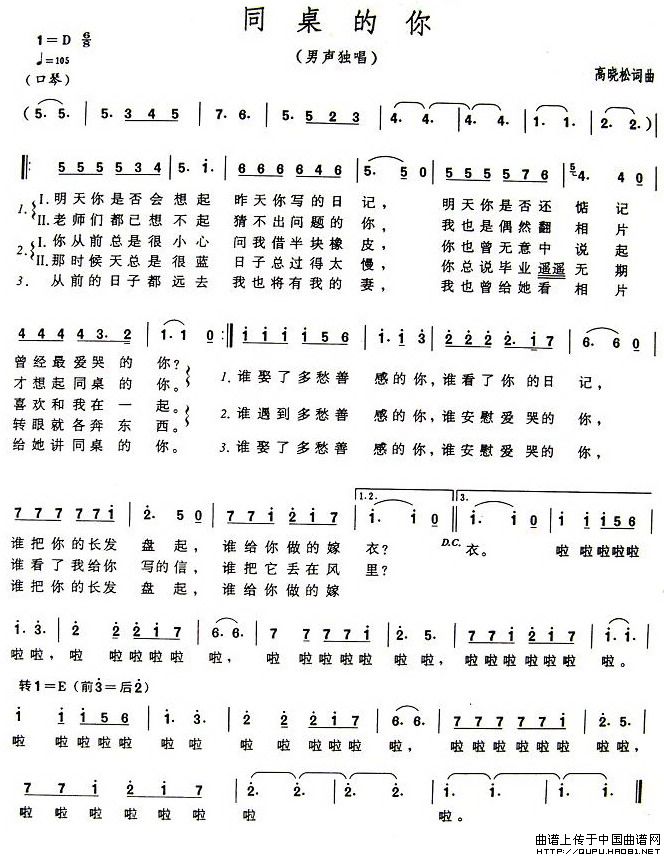 同桌的你
1=D 6/8
♩=105
(男声独唱)
高晓松词曲
(口琴)
(5. 5. | 5. 3 4 5 | 7. 6. | 5. 5 2 3 | 4. 4. | 4. 4. | 1. 1. | 2. 2. )
5 5 5 5 5 3 4 | 5. i. | 6 6 6 6 4 6 | 5. 5 0 | 5 5 5 5 7 6 | 4. 4 0
1. I. 明天你是否会想起 昨天你写的日记, 明天你是否还惦记
II. 老师们都已想不起 猜不出问题的你, 我也是偶然翻相片
2. I. 你从前总是很小心 问我借半块橡皮, 你也曾无意中说起
II. 那时候天总是很蓝 日子总过得太慢, 你总说毕业遥遥无期
3. 从前的日子都远去 我也将有我的妻, 我也曾给她看相片
4 4 4 4 3. 2 | 1. 1 0 :|| i i i i 5 6 | i. i 3 | 2 2 2 2. i 7 | 6. 6 0
曾经最爱哭的你?
才想起同桌的你。
喜欢和我在一起。
转眼就各奔东西。
给她讲同桌的你。
1. 谁娶了多愁善感的你,谁看了你的日记,
2. 谁遇到多愁善感的你,谁安慰爱哭的你,
3. 谁娶了多愁善感的你,谁安慰爱哭的你,
7 7 7 7 7 i | 2. 5 0 | 7 7 i 2 i 7 | 1.2. i. i 0 || 3. i. i 0 | i i i 5 6
D.C.
谁把你的长发盘起, 谁给你做的嫁衣? 衣。 啦 啦啦啦啦
谁看了我给你写的信, 谁把它丢在风里?
谁把你的长发盘起, 谁给你做的嫁
i. 3. | 2 2 2 i 7 | 6. 6. | 7 7 7 7 7 i | 2. 5. | 7 7 i 2 i 7 | i. i.
啦啦, 啦 啦啦啦啦 啦, 啦 啦啦啦啦啦 啦啦, 啦啦啦啦啦啦 啦。
转1=E (前3=后2)
i i i 5 6 | i. 3. | 2 2 2 i 7 | 6. 6. | 7 7 7 7 7 i | 2. 5.
啦 啦啦啦啦 啦啦 啦 啦啦啦啦 啦, 啦啦啦啦啦啦 啦啦,
7 7 i | 2 i 7 | 2. 2. | 2. 2. | i. i. | i. i.
啦 啦 啦 啦 啦 啦 啦 啦。
曲谱上传于中国曲谱网
HTTP://QUPU.HAO81.NET